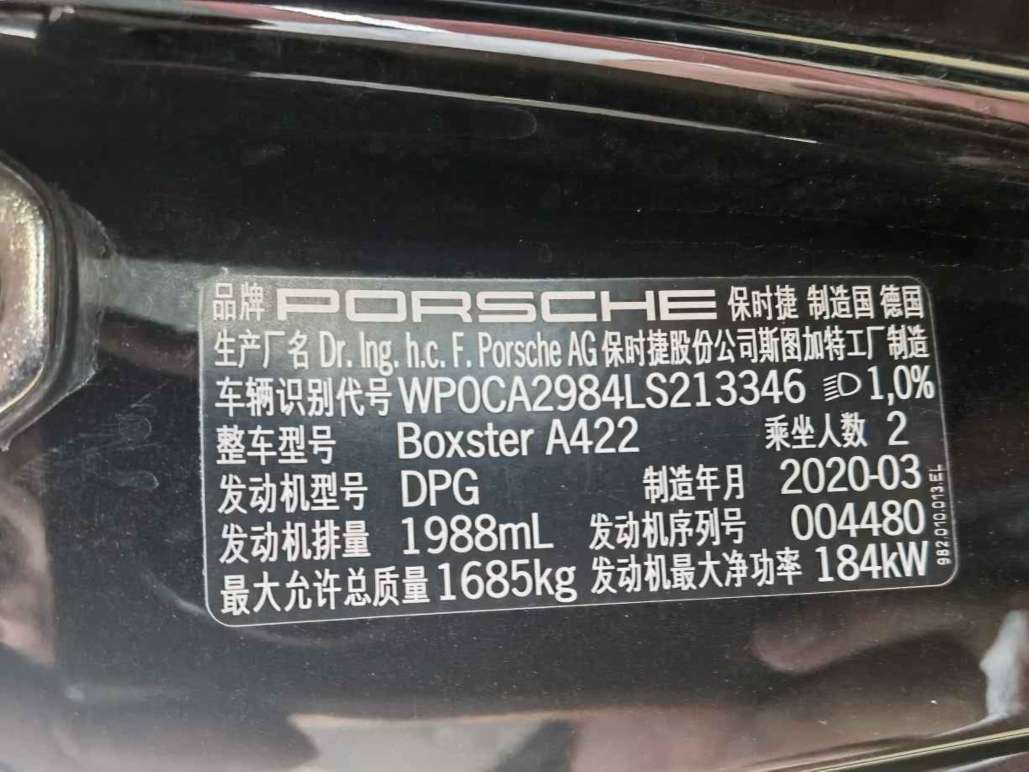 品牌 PORSCHE 保时捷 制造国 德国
生产厂名 Dr. Ing. h.c. F. Porsche AG 保时捷股份公司斯图加特工厂制造
车辆识别代号 WP0CA2984LS213346 1,0%
整车型号 Boxster A422 乘坐人数 2
发动机型号 DPG 制造年月 2020-03
发动机排量 1988mL 发动机序列号 004480
最大允许总质量 1685kg 发动机最大净功率 184kW
982.010.013.EL